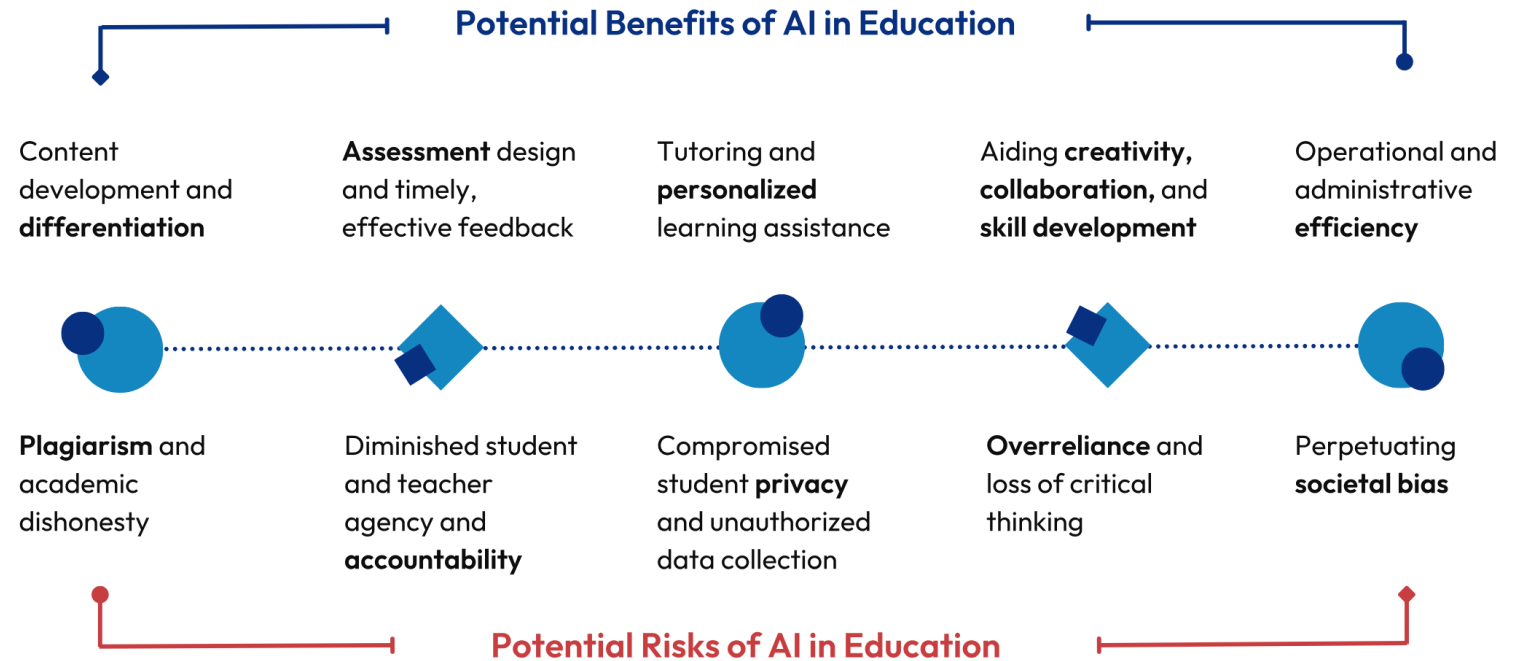 Potential Benefits of AI in Education
Content
development and
differentiation
Assessment design
and timely,
effective feedback
Tutoring and
personalized
learning assistance
Aiding creativity,
collaboration, and
skill development
Operational and
administrative
efficiency
Plagiarism and
academic
dishonesty
Diminished student
and teacher
agency and
accountability
Compromised
student privacy
and unauthorized
data collection
Overreliance and
loss of critical
thinking
Perpetuating
societal bias
Potential Risks of AI in Education